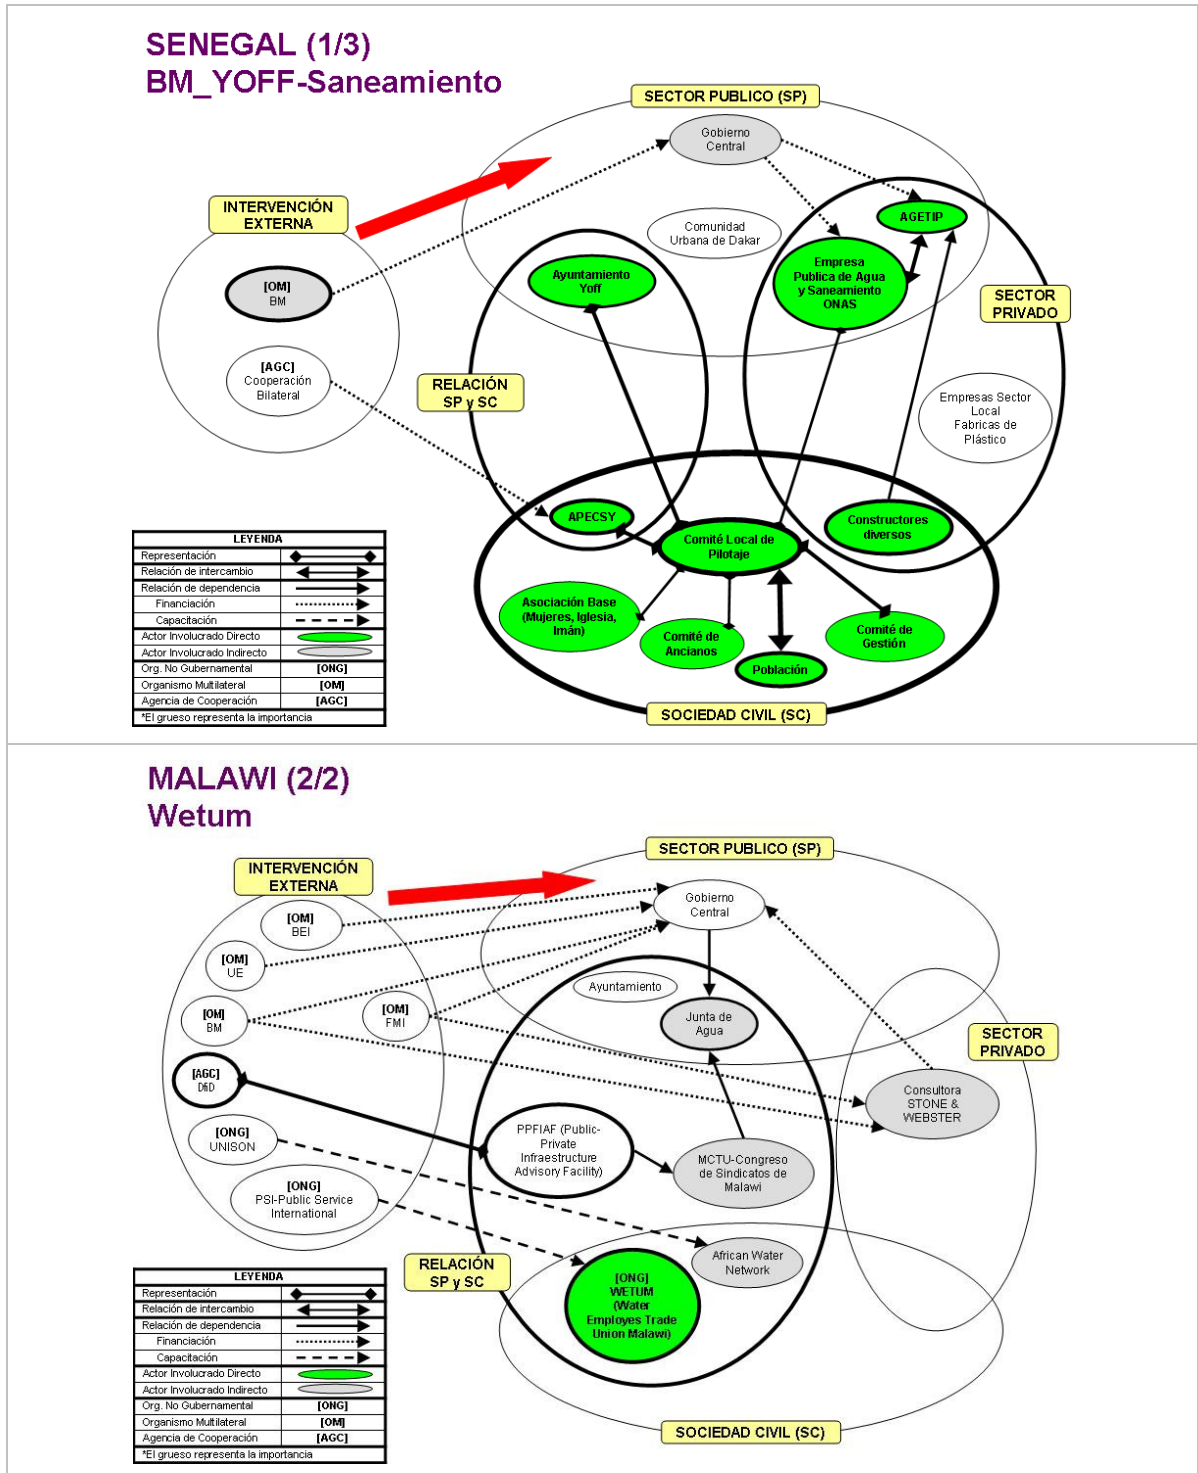 SENEGAL (1/3)
BM_YOFF-Saneamiento
SECTOR PUBLICO (SP)
Gobierno
Central
INTERVENCIÓN
EXTERNA
AGETIP
Comunidad
Urbana de Dakar
[OM]
BM
Ayuntamiento
Yoff
Empresa
Publica de Agua
y Saneamiento
ONAS
SECTOR
PRIVADO
[AGC]
Cooperación
Bilateral
RELACIÓN
SP y SC
Empresas Sector
Local
Fabricas de
Plástico
APECSY
Comité Local de
Pilotaje
Constructores
diversos
Asociación Base
(Mujeres, Iglesia,
Imán)
Comité de
Ancianos
Comité de
Gestión
Población
SOCIEDAD CIVIL (SC)
LEYENDA
Representación
Relación de intercambio
Relación de dependencia
Financiación
Capacitación
Actor Involucrado Directo
Actor Involucrado Indirecto
Org. No Gubernamental [ONG]
Organismo Multilateral [OM]
Agencia de Cooperación [AGC]
*El grueso representa la importancia
MALAWI (2/2)
Wetum
SECTOR PUBLICO (SP)
INTERVENCIÓN
EXTERNA
Gobierno
Central
[OM]
BEI
[OM]
UE
Ayuntamiento
[OM]
BM
[OM]
FMI
Junta de
Agua
SECTOR
PRIVADO
[AGC]
DfiD
Consultora
STONE &
WEBSTER
[ONG]
UNISON
PPFIAF (Public-
Private
Infraestructure
Advisory Facility)
MCTU-Congreso
de Sindicatos de
Malawi
[ONG]
PSI-Public Service
International
RELACIÓN
SP y SC
African Water
Network
[ONG]
WETUM
(Water
Employes Trade
Union Malawi)
SOCIEDAD CIVIL (SC)
LEYENDA
Representación
Relación de intercambio
Relación de dependencia
Financiación
Capacitación
Actor Involucrado Directo
Actor Involucrado Indirecto
Org. No Gubernamental [ONG]
Organismo Multilateral [OM]
Agencia de Cooperación [AGC]
*El grueso representa la importancia